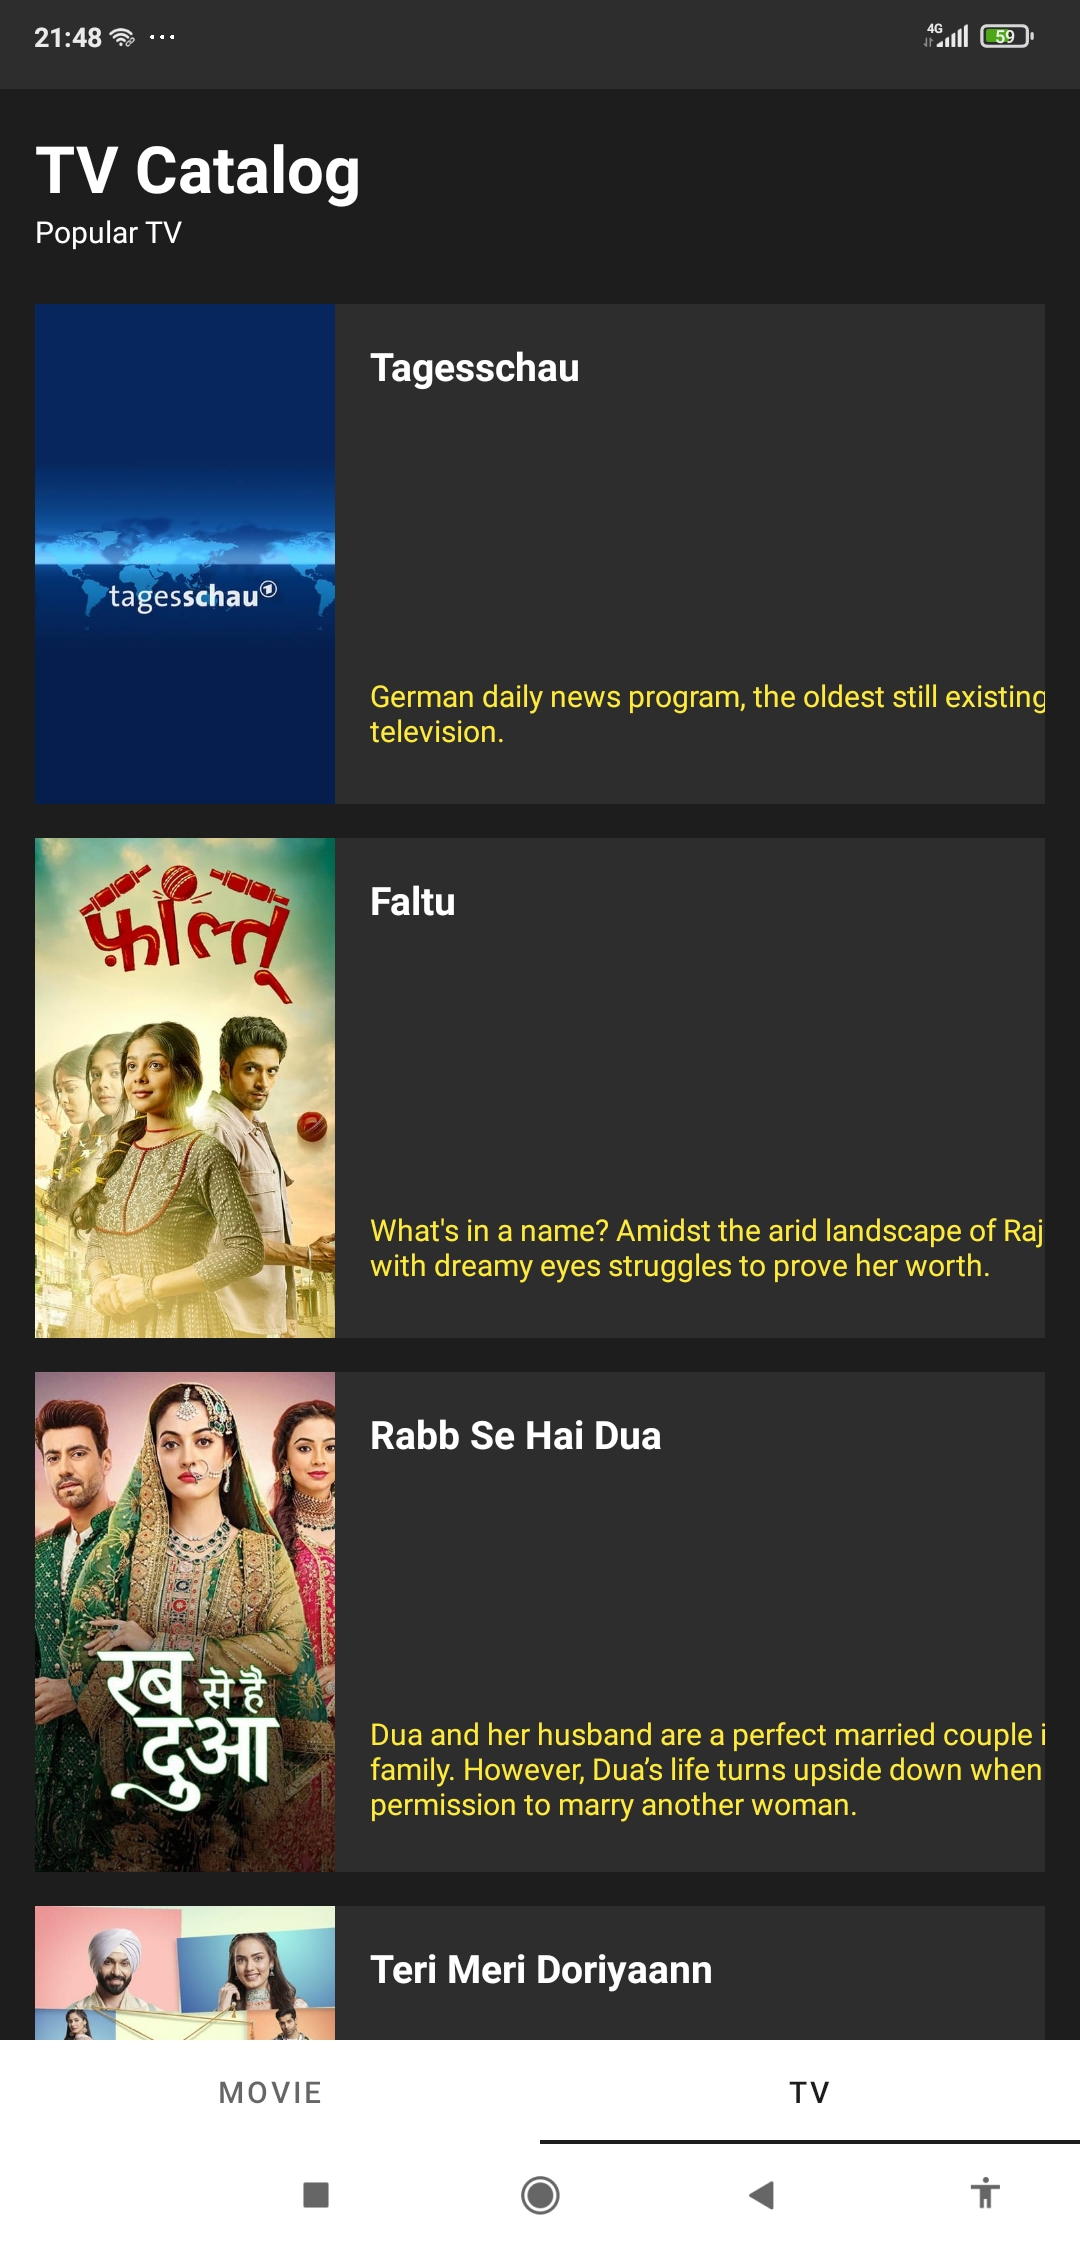 21:48
4G
59
TV Catalog
Popular TV
tagesschau
Tagesschau
German daily news program, the oldest still existing
television.
फ़ालतू
Faltu
What's in a name? Amidst the arid landscape of Raj
with dreamy eyes struggles to prove her worth.
रब से है
दुआ
Rabb Se Hai Dua
Dua and her husband are a perfect married couple i
family. However, Dua’s life turns upside down when
permission to marry another woman.
Teri Meri Doriyaann
MOVIE
TV